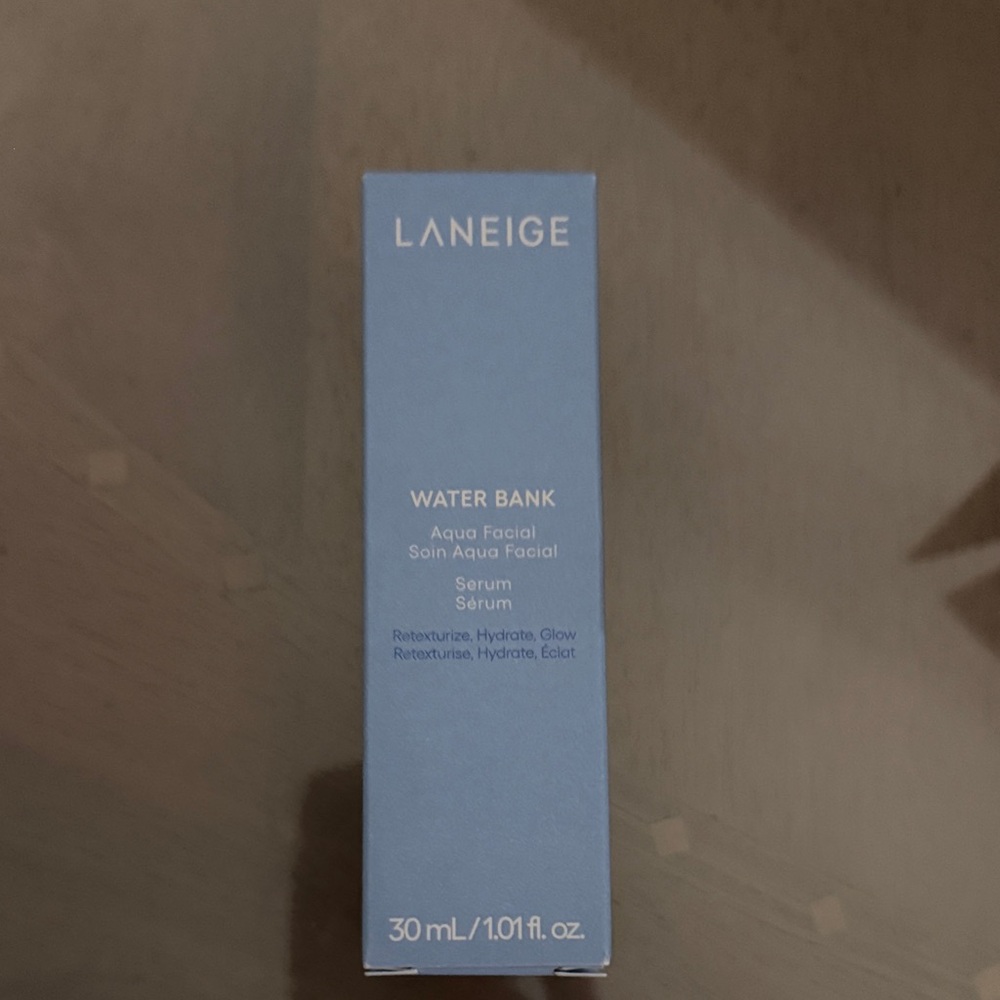 LANEIGE
WATER BANK
Aqua Facial
Soin Aqua Facial
Serum
Sérum
Retexturize, Hydrate, Glow
Retexturise, Hydrate, Éclat
30 mL / 1.01 fl. oz.